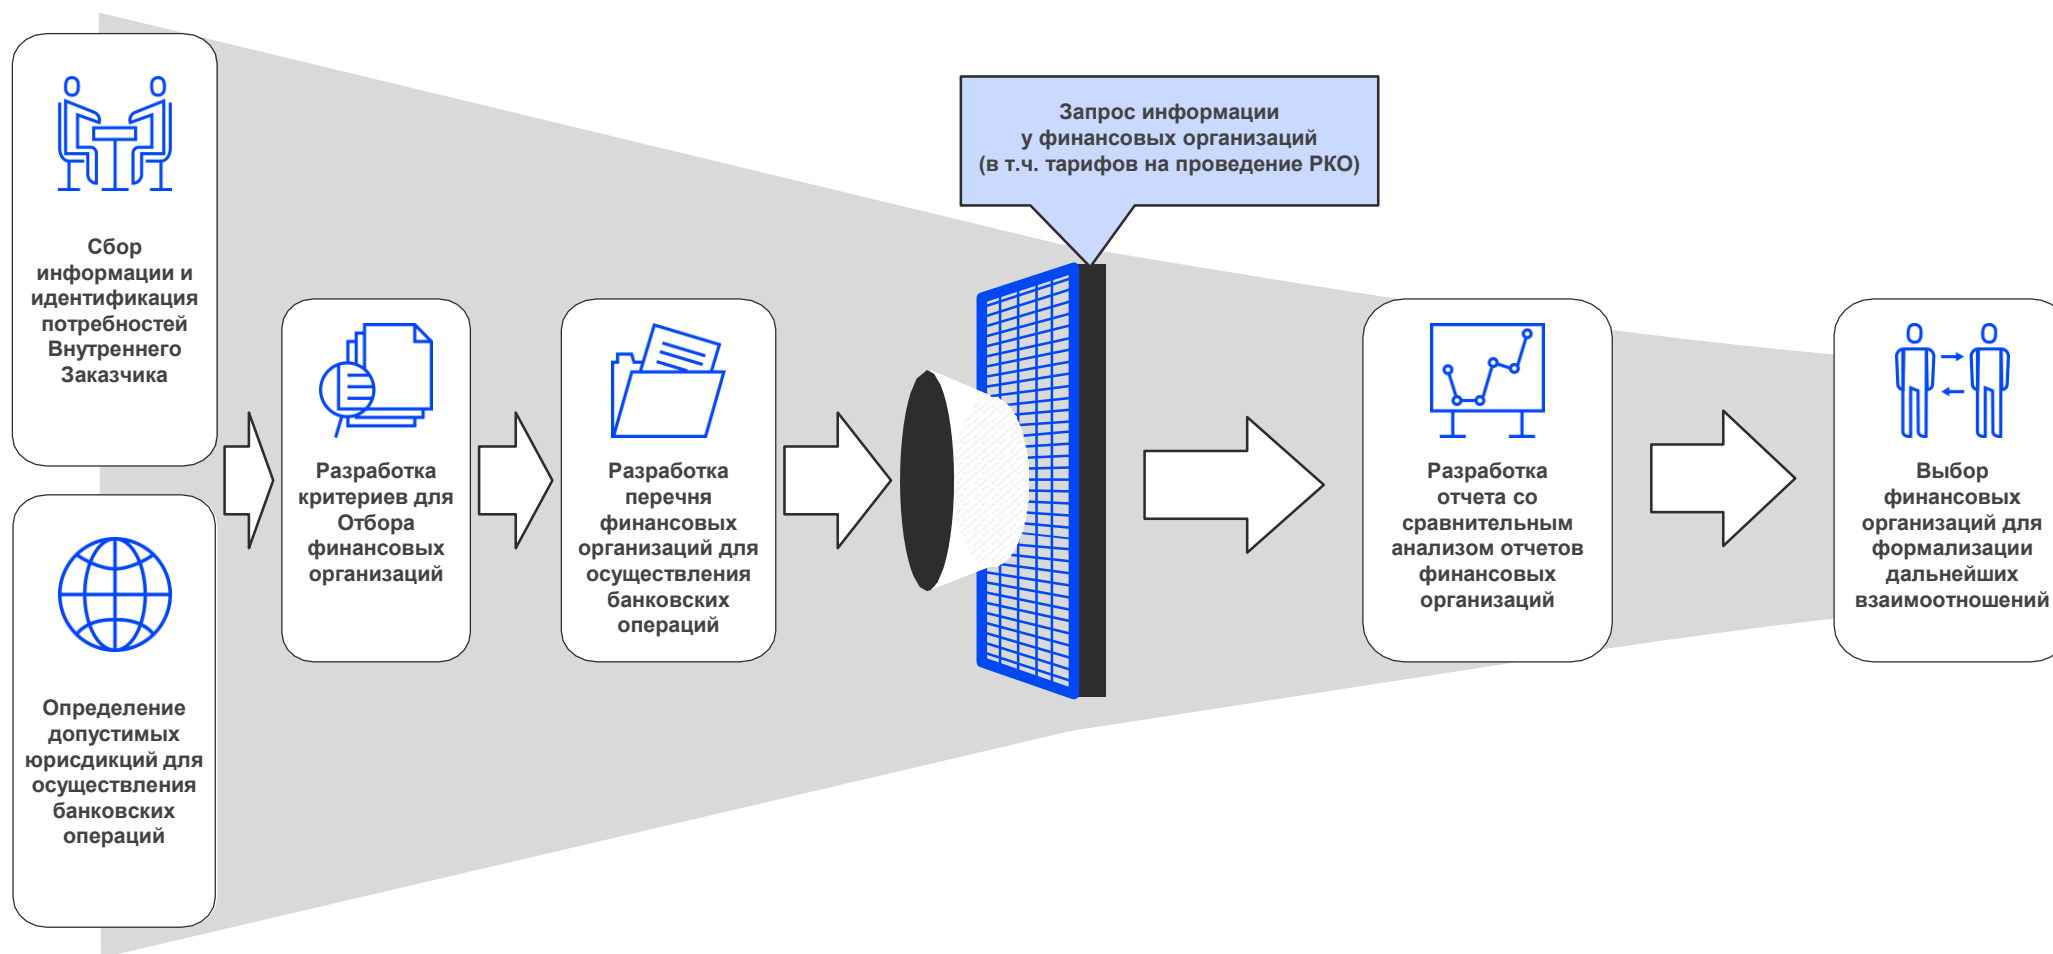 Сбор
информации и
идентификация
потребностей
Внутреннего
Заказчика
Определение
допустимых
юрисдикций для
осуществления
банковских
операций
Разработка
критериев для
Отбора
финансовых
организаций
Разработка
перечня
финансовых
организаций для
осуществления
банковских
операций
Запрос информации
у финансовых организаций
(в т.ч. тарифов на проведение РКО)
Разработка
отчета со
сравнительным
анализом отчетов
финансовых
организаций
Выбор
финансовых
организаций для
формализации
дальнейших
взаимоотношений